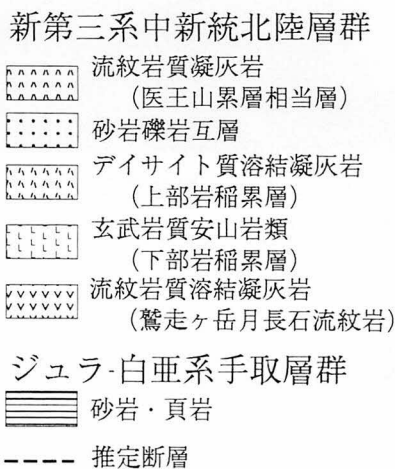 新第三系中新統北陸層群
流紋岩質凝灰岩
（医王山累層相当層）
砂岩礫岩互層
デイサイト質溶結凝灰岩
（上部岩稲累層）
玄武岩質安山岩類
（下部岩稲累層）
流紋岩質溶結凝灰岩
（鷲走ヶ岳月長石流紋岩）
ジュラ-白亜系手取層群
砂岩・頁岩
推定断層